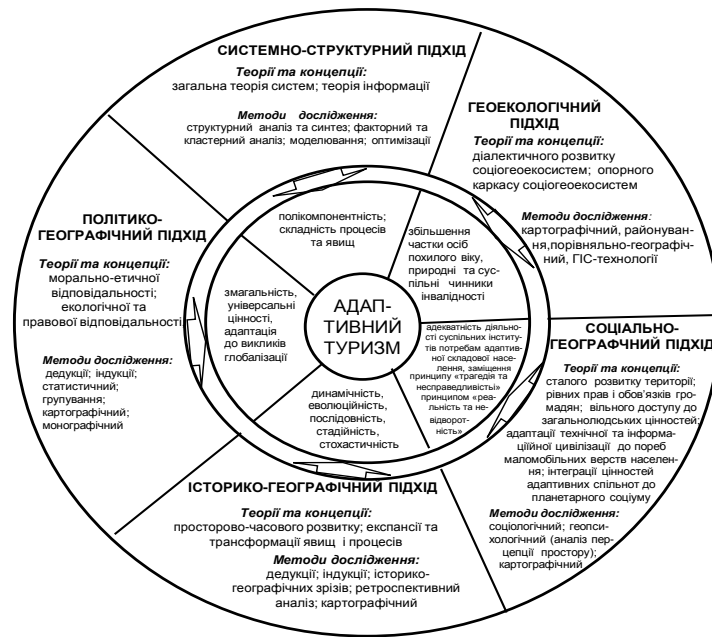 СИСТЕМНО-СТРУКТУРНИЙ ПІДХІД
Теорії та концепції:
загальна теорія систем; теорія інформації
Методи дослідження:
структурний аналіз та синтез; факторний та
кластерний аналіз; моделювання; оптимізації
ГЕОЕКОЛОГІЧНИЙ
ПІДХІД
Теорії та концепції:
діалектичного розвитку
соціогеоекосистем; опорного
каркасу соціогеоекосистем
Методи дослідження:
картографічний, районуван-
ня,порівняльно-географіч-
ний, ГІС-технології
ПОЛІТИКО-
ГЕОГРАФІЧНИЙ ПІДХІД
Теорії та концепції:
морально-етичної
відповідальності;
екологічної та
правової відповідальності
Методи дослідження:
дедукції; індукції;
статистичний;
групування;
картографічний;
монографічний
полікомпонентність;
складність процесів
та явищ
збільшення
частки осіб
похилого віку,
природні та сус-
пільні чинники
інвалідності
змагальність,
універсальні
цінності,
адаптація
до викликів
глобалізації
АДАП-
ТИВНИЙ
ТУРИЗМ
адекватність діяльно-
сті суспільних інститу-
тів потребам адаптив-
ної складової насе-
лення, заміщення
принципу «трагедія та
несправедливість»
принципом «реаль-
ність та не-
відворот-
ність»
динамічність,
еволюційність,
послідовність,
стадійність,
стохастичність
СОЦІАЛЬНО-
ГЕОГРАФЧНИЙ ПІДХІД
Теорії та концепції:
сталого розвитку території;
рівних прав і обов’язків гро-
мадян; вільного доступу до
загальнолюдських цінностей;
адаптації технічної та інформа-
ціїйної цивілізації до пореб
маломобільних верств населен-
ня; інтеграції цінностей
адаптивних спільнот до
планетарного соціуму
Методи дослідження:
соціологічний; геопси-
хологічний (аналіз пер-
цепції простору);
картографічний
ІСТОРИКО-ГЕОГРАФІЧНИЙ ПІДХІД
Теорії та концепції:
просторово-часового розвитку; експансії та
трансформації явищ і процесів
Методи дослідження:
дедукції; індукції; історико-
географічних зрізів; ретроспективний
аналіз; картографічний